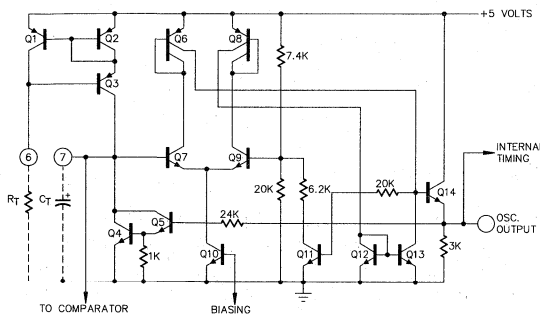 +5 VOLTS
Q1
Q2
Q6
Q8
7.4K
Q3
INTERNAL
TIMING
6
7
Q7
Q9
20K
6.2K
20K
Q14
RT
CT
+
Q4
Q5
24K
1K
Q10
Q11
Q12
Q13
3K
OSC.
OUTPUT
TO COMPARATOR
BIASING